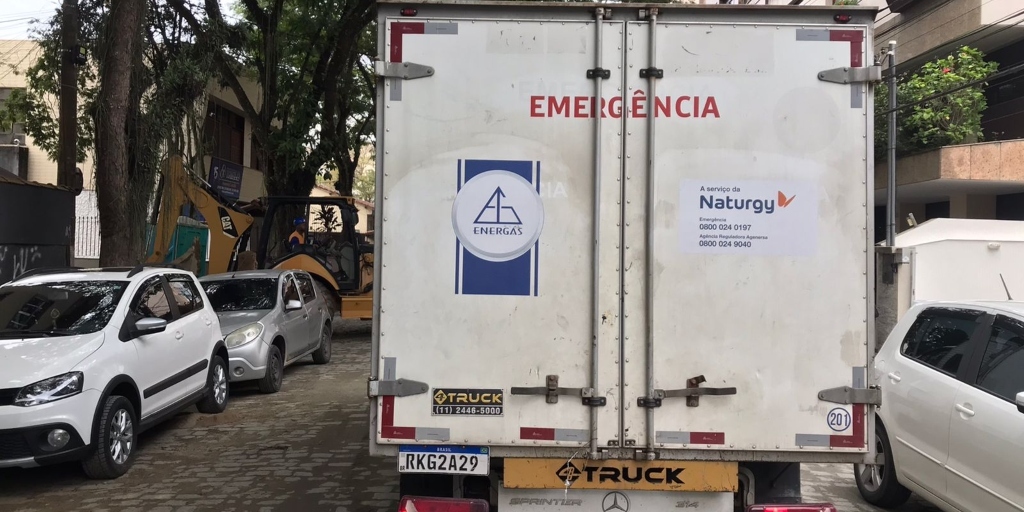 EMERGÊNCIA
ENERGÁS
A serviço da
Naturgy
Emergência
0800 024 0197
Agência Reguladora Agenersa
0800 024 9040
TRUCK
(11) 2446-5000
201
BRASIL
RKG2A29
TRUCK
SPRINTER
314